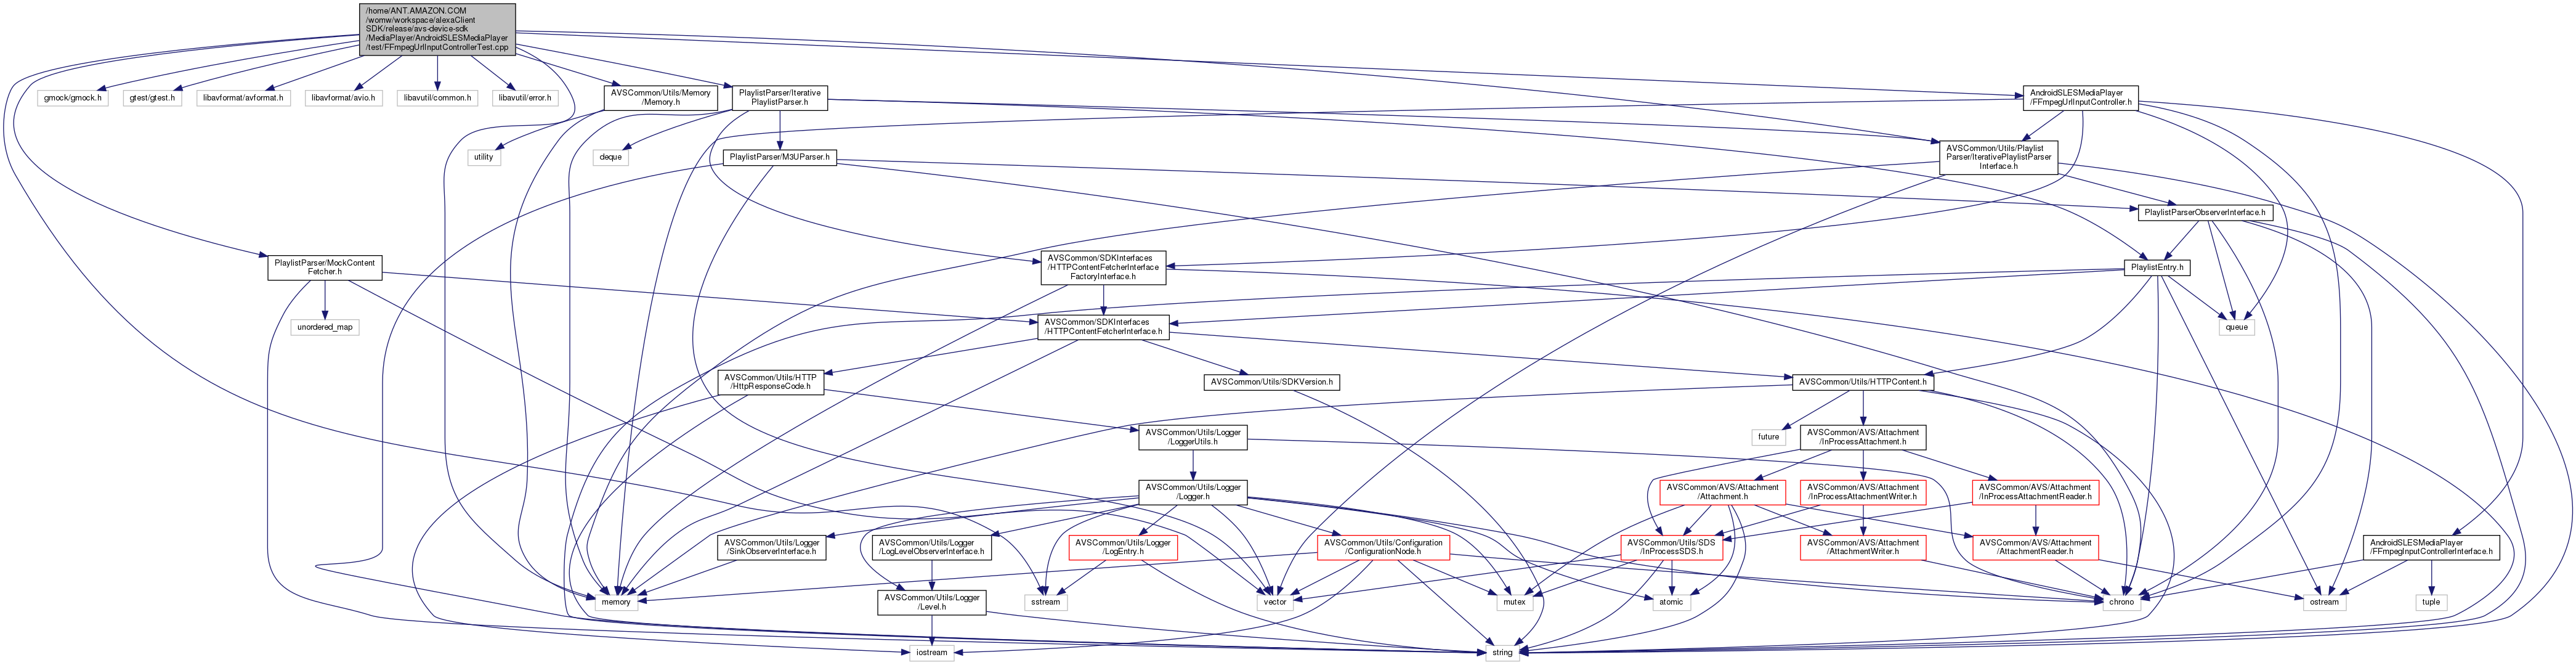 /home/ANT.AMAZON.COM
/womw/workspace/alexaClient
SDK/release/avs-device-sdk
/MediaPlayer/AndroidSLESMediaPlayer
/test/FFmpegUrlInputControllerTest.cpp
gmock/gmock.h
gtest/gtest.h
libavformat/avformat.h
libavformat/avio.h
libavutil/common.h
libavutil/error.h
AVSCommon/Utils/Memory
/Memory.h
PlaylistParser/Iterative
PlaylistParser.h
AndroidSLESMediaPlayer
/FFmpegUrlInputController.h
utility
deque
PlaylistParser/M3UParser.h
AVSCommon/Utils/Playlist
Parser/IterativePlaylistParser
Interface.h
PlaylistParserObserverInterface.h
PlaylistParser/MockContent
Fetcher.h
AVSCommon/SDKInterfaces
/HTTPContentFetcherInterface
FactoryInterface.h
PlaylistEntry.h
unordered_map
AVSCommon/SDKInterfaces
/HTTPContentFetcherInterface.h
queue
AVSCommon/Utils/HTTP
/HttpResponseCode.h
AVSCommon/Utils/SDKVersion.h
AVSCommon/Utils/HTTPContent.h
AVSCommon/Utils/Logger
/LoggerUtils.h
future
AVSCommon/AVS/Attachment
/InProcessAttachment.h
AVSCommon/Utils/Logger
/Logger.h
AVSCommon/AVS/Attachment
/Attachment.h
AVSCommon/AVS/Attachment
/InProcessAttachmentWriter.h
AVSCommon/AVS/Attachment
/InProcessAttachmentReader.h
AVSCommon/Utils/Logger
/SinkObserverInterface.h
AVSCommon/Utils/Logger
/LogLevelObserverInterface.h
AVSCommon/Utils/Logger
/LogEntry.h
AVSCommon/Utils/Configuration
/ConfigurationNode.h
AVSCommon/Utils/SDS
/InProcessSDS.h
AVSCommon/AVS/Attachment
/AttachmentWriter.h
AVSCommon/AVS/Attachment
/AttachmentReader.h
AndroidSLESMediaPlayer
/FFmpegInputControllerInterface.h
memory
AVSCommon/Utils/Logger
/Level.h
sstream
vector
mutex
atomic
chrono
ostream
tuple
iostream
string